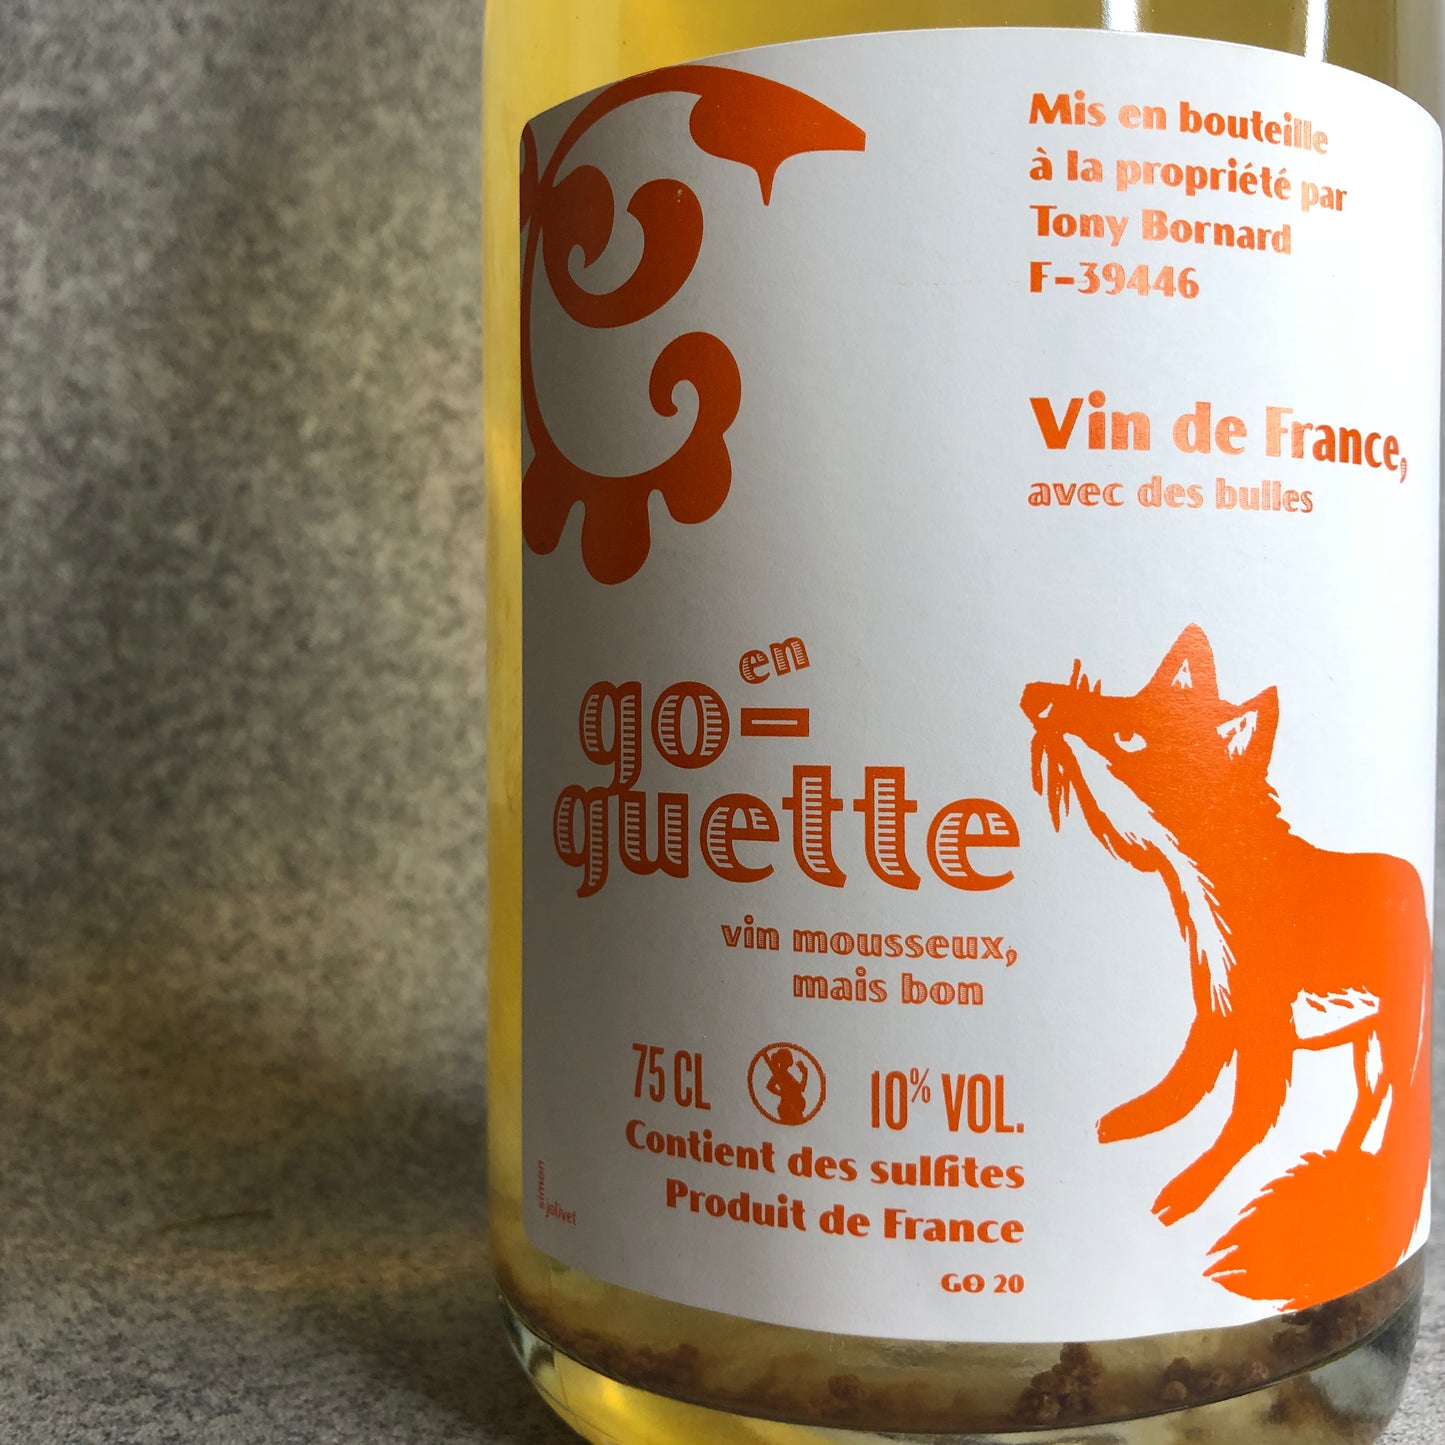 Mis en bouteille
à la propriété par
Tony Bornard
F-39446
Vin de France,
avec des bulles
en
go-
guette
vin mousseux,
mais bon
75 CL 10% VOL.
Contient des sulfites
Produit de France
GO 20
simon
jolivet